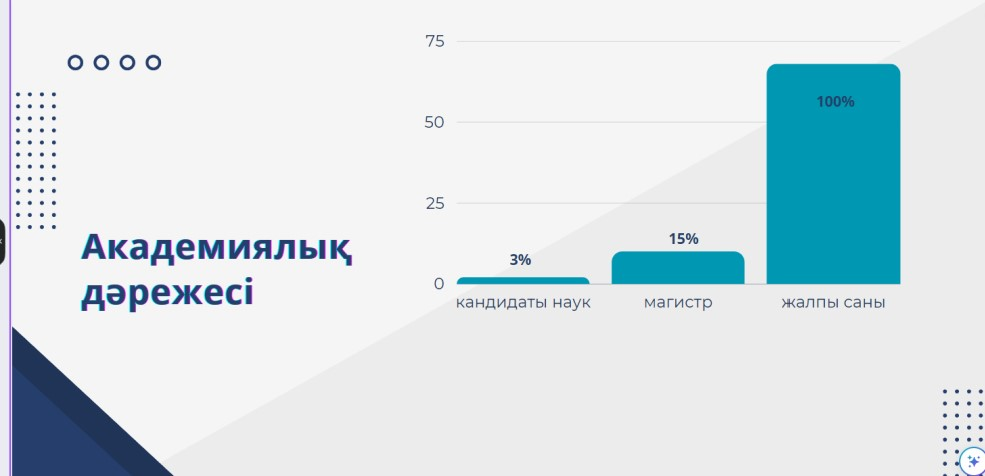 Академиялық
дәрежесі
75
50
25
0
3%
15%
100%
кандидаты наук
магистр
жалпы саны